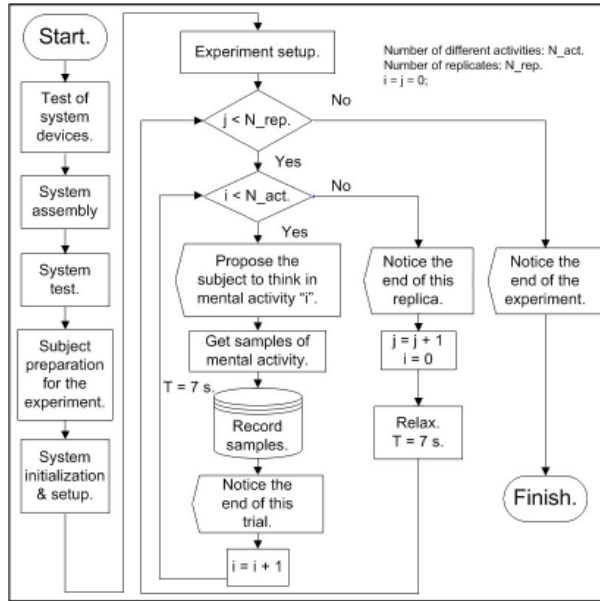 Start.
Test of
system
devices.
System
assembly
System
test.
Subject
preparation
for the
experiment.
System
initialization
& setup.
Experiment setup.
Number of different activities: N_act.
Number of replicates: N_rep.
i = j = 0;
j < N_rep.
No
Yes
i < N_act.
No
Yes
Propose the
subject to think in
mental activity “i”.
Get samples of
mental activity.
T = 7 s.
Record
samples.
Notice the
end of this
trial.
i = i + 1
Notice the
end of this
replica.
j = j + 1
i = 0
Relax.
T = 7 s.
Notice the
end of the
experiment.
Finish.